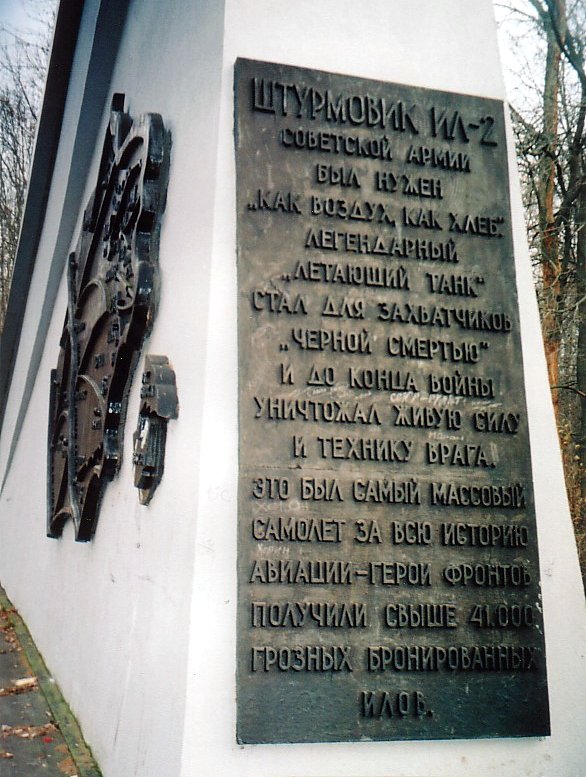 ШТУРМОВИК ИЛ-2
СОВЕТСКОЙ АРМИИ
БЫЛ НУЖЕН
„КАК ВОЗДУХ, КАК ХЛЕБ".
ЛЕГЕНДАРНЫЙ
„ЛЕТАЮЩИЙ ТАНК"
СТАЛ ДЛЯ ЗАХВАТЧИКОВ
„ЧЕРНОЙ СМЕРТЬЮ"
И ДО КОНЦА ВОЙНЫ
УНИЧТОЖАЛ ЖИВУЮ СИЛУ
И ТЕХНИКУ ВРАГА.
ЭТО БЫЛ САМЫЙ МАССОВЫЙ
САМОЛЕТ ЗА ВСЮ ИСТОРИЮ
АВИАЦИИ-ГЕРОИ ФРОНТОВ
ПОЛУЧИЛИ СВЫШЕ 41.000
ГРОЗНЫХ БРОНИРОВАННЫХ
ИЛОВ.